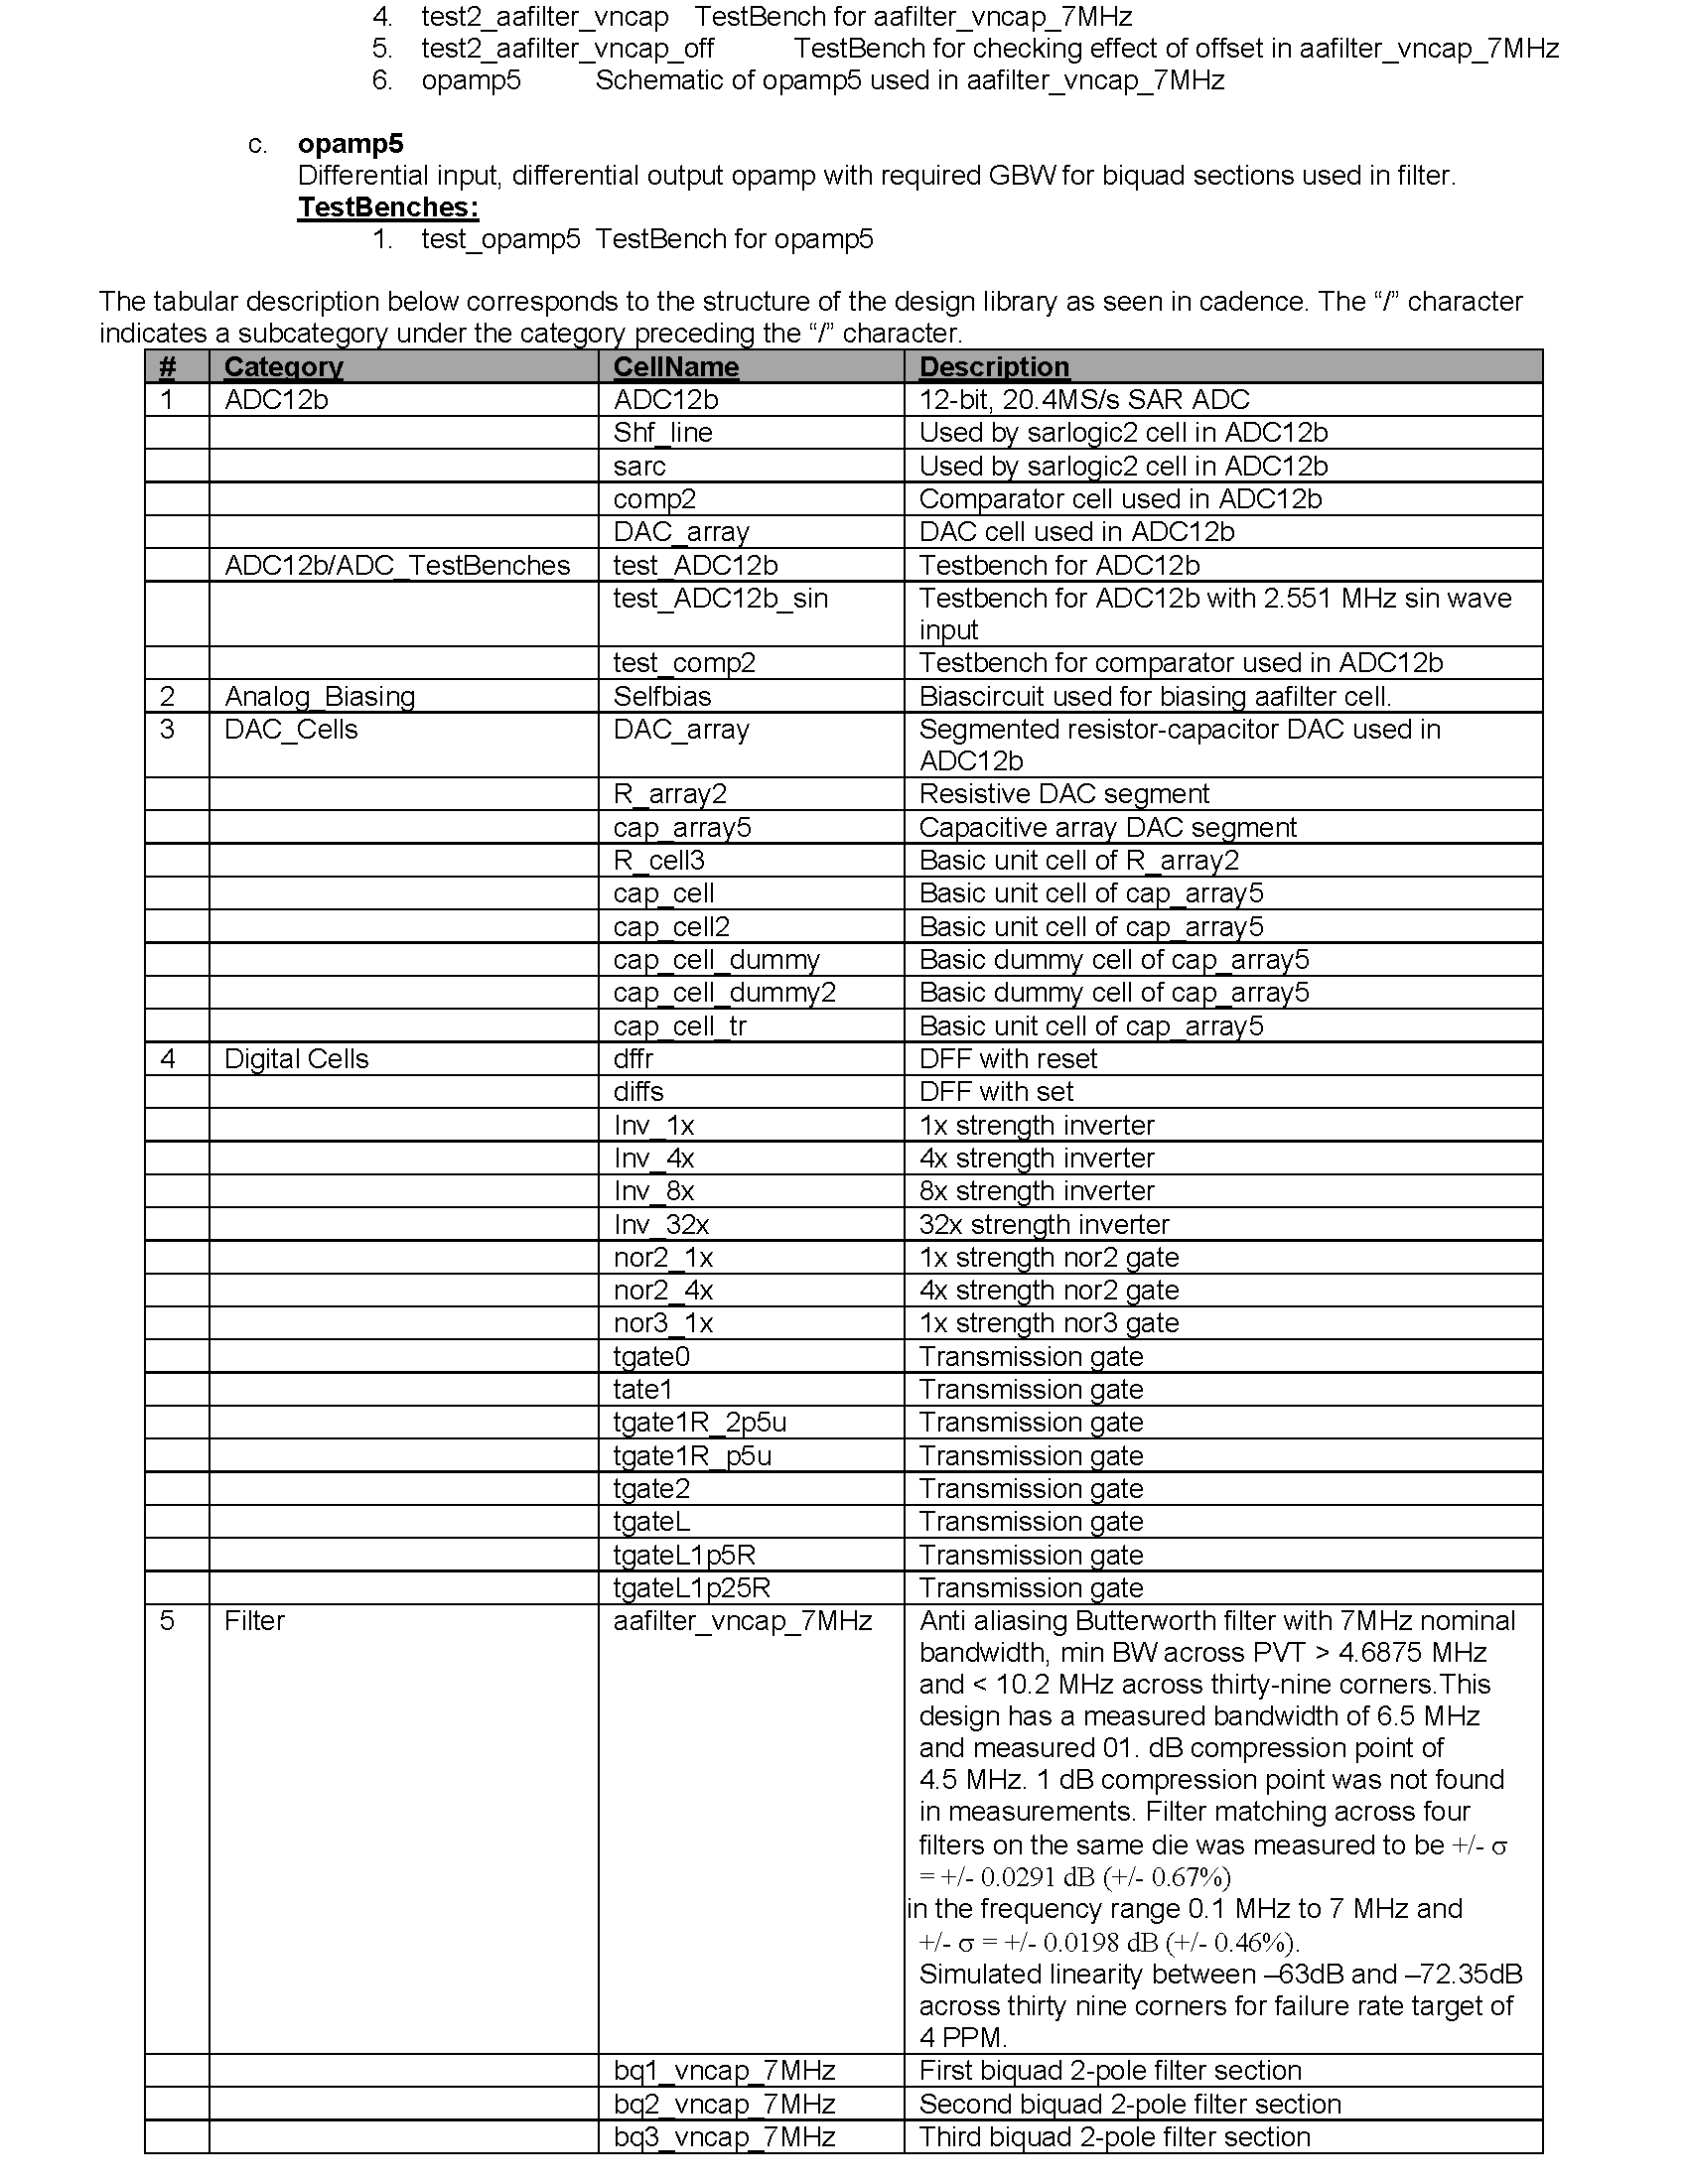 4. test2_aafilter_vncap TestBench for aafilter_vncap_7MHz
5. test2_aafilter_vncap_off TestBench for checking effect of offset in aafilter_vncap_7MHz
6. opamp5 Schematic of opamp5 used in aafilter_vncap_7MHz
c. opamp5
Differential input, differential output opamp with required GBW for biquad sections used in filter.
TestBenches:
1. test_opamp5 TestBench for opamp5
The tabular description below corresponds to the structure of the design library as seen in cadence. The “/” character
indicates a subcategory under the category preceding the “/” character.
# Category CellName Description
1 ADC12b ADC12b 12-bit, 20.4MS/s SAR ADC
Shf_line Used by sarlogic2 cell in ADC12b
sarc Used by sarlogic2 cell in ADC12b
comp2 Comparator cell used in ADC12b
DAC_array DAC cell used in ADC12b
ADC12b/ADC_TestBenches test_ADC12b Testbench for ADC12b
test_ADC12b_sin Testbench for ADC12b with 2.551 MHz sin wave
input
test_comp2 Testbench for comparator used in ADC12b
2 Analog_Biasing Selfbias Biascircuit used for biasing aafilter cell.
3 DAC_Cells DAC_array Segmented resistor-capacitor DAC used in
ADC12b
R_array2 Resistive DAC segment
cap_array5 Capacitive array DAC segment
R_cell3 Basic unit cell of R_array2
cap_cell Basic unit cell of cap_array5
cap_cell2 Basic unit cell of cap_array5
cap_cell_dummy Basic dummy cell of cap_array5
cap_cell_dummy2 Basic dummy cell of cap_array5
cap_cell_tr Basic unit cell of cap_array5
4 Digital Cells dffr DFF with reset
diffs DFF with set
Inv_1x 1x strength inverter
Inv_4x 4x strength inverter
Inv_8x 8x strength inverter
Inv_32x 32x strength inverter
nor2_1x 1x strength nor2 gate
nor2_4x 4x strength nor2 gate
nor3_1x 1x strength nor3 gate
tgate0 Transmission gate
tate1 Transmission gate
tgate1R_2p5u Transmission gate
tgate1R_p5u Transmission gate
tgate2 Transmission gate
tgateL Transmission gate
tgateL1p5R Transmission gate
tgateL1p25R Transmission gate
5 Filter aafilter_vncap_7MHz Anti aliasing Butterworth filter with 7MHz nominal
bandwidth, min BW across PVT > 4.6875 MHz
and < 10.2 MHz across thirty-nine corners.This
design has a measured bandwidth of 6.5 MHz
and measured 01. dB compression point of
4.5 MHz. 1 dB compression point was not found
in measurements. Filter matching across four
filters on the same die was measured to be +/- σ
= +/- 0.0291 dB (+/- 0.67%)
in the frequency range 0.1 MHz to 7 MHz and
+/- σ = +/- 0.0198 dB (+/- 0.46%).
Simulated linearity between –63dB and –72.35dB
across thirty nine corners for failure rate target of
4 PPM.
bq1_vncap_7MHz First biquad 2-pole filter section
bq2_vncap_7MHz Second biquad 2-pole filter section
bq3_vncap_7MHz Third biquad 2-pole filter section